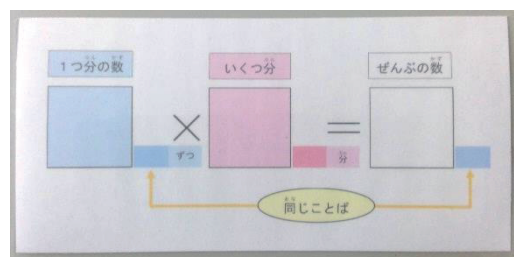 1つ分の数
いくつ分
ぜんぶの数
×
=
ずつ
分
同じことば